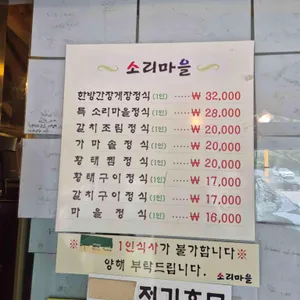 소리마을
한방간장게장정식(1인) ······ ₩ 32,000
특 소리마을정식(1인) ······ ₩ 28,000
갈치조림정식(1인) ······ ₩ 20,000
가마솥정식(1인) ······ ₩ 20,000
황태찜정식(1인) ······ ₩ 20,000
황태구이정식(1인) ······ ₩ 17,000
갈치구이정식(1인) ······ ₩ 17,000
마을정식(1인) ······ ₩ 16,000
※ 1인식사가 불가합니다※
양해 부탁드립니다. 소리마을